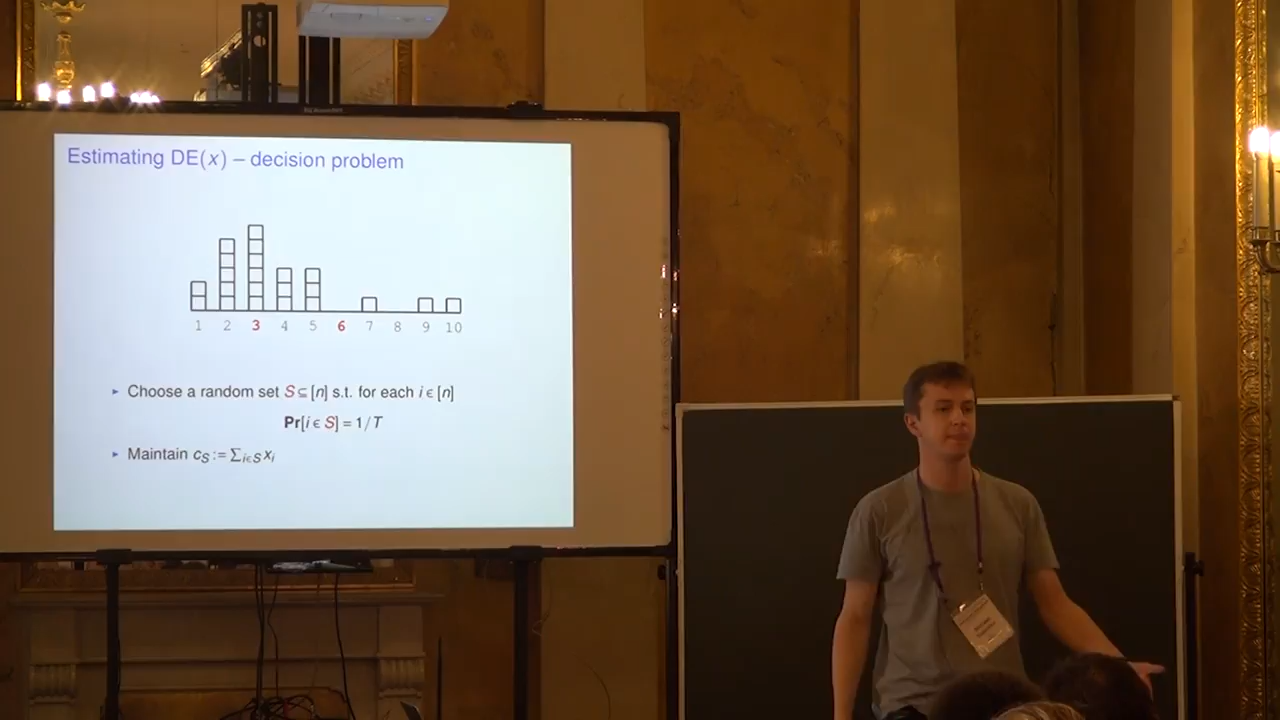 Estimating DE(x) – decision problem
1 2 3 4 5 6 7 8 9 10
▸ Choose a random set S ⊆ [n] s.t. for each i ∈ [n]
Pr[i ∈ S] = 1/T
▸ Maintain c_S := ∑_{i∈S} x_i